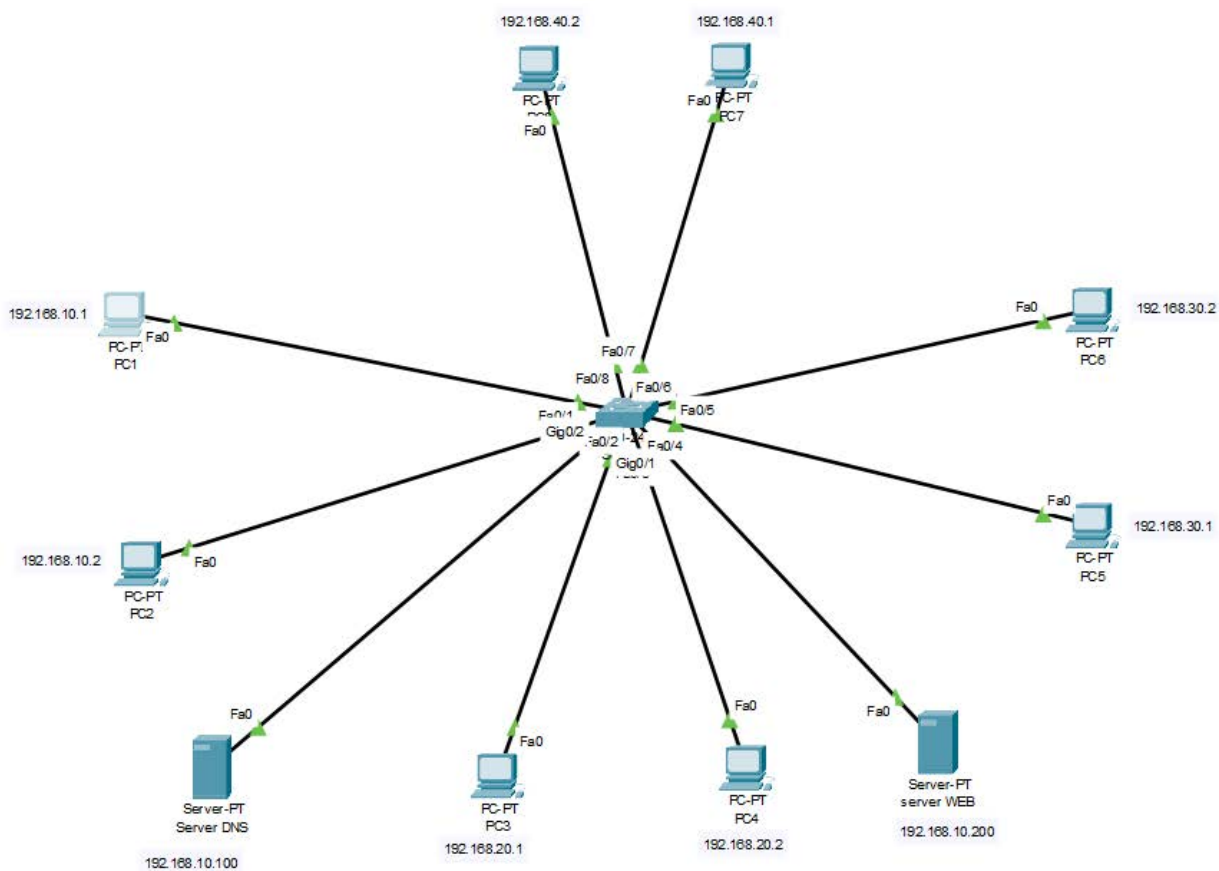 192.168.40.2
192.168.40.1
PC-PT
Fa0
Fa0
PC-PT
PC7
192.168.10.1
Fa0
PC1
Fa0
192.168.30.2
PC-PT
PC6
Fa0/7
Fa0/8
Fa0/6
Fa0/5
Gig0/2
Fa0/2
Fa0/4
Gig0/1
Fa0
192.168.30.1
PC-PT
PC5
192.168.10.2
Fa0
PC-PT
PC2
Fa0
Server-PT
Server DNS
192.168.10.100
Fa0
PC-PT
PC3
192.168.20.1
Fa0
PC-PT
PC4
192.168.20.2
Fa0
Server-PT
server WEB
192.168.10.200